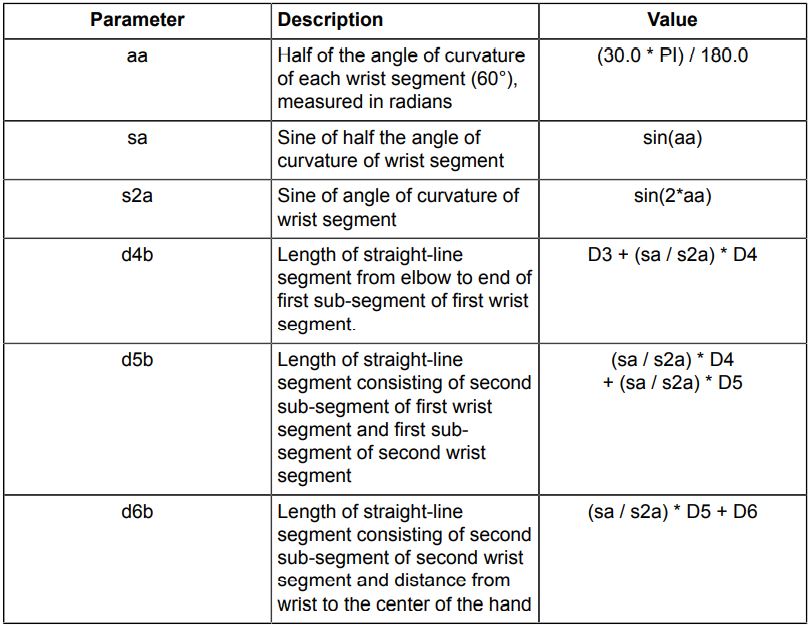 Parameter Description Value
aa Half of the angle of curvature (30.0 * PI) / 180.0
of each wrist segment (60°),
measured in radians
sa Sine of half the angle of sin(aa)
curvature of wrist segment
s2a Sine of angle of curvature of sin(2*aa)
wrist segment
d4b Length of straight-line D3 + (sa / s2a) * D4
segment from elbow to end of
first sub-segment of first wrist
segment.
d5b Length of straight-line (sa / s2a) * D4
segment consisting of second + (sa / s2a) * D5
sub-segment of first wrist
segment and first sub-
segment of second wrist
segment
d6b Length of straight-line (sa / s2a) * D5 + D6
segment consisting of second
sub-segment of second wrist
segment and distance from
wrist to the center of the hand